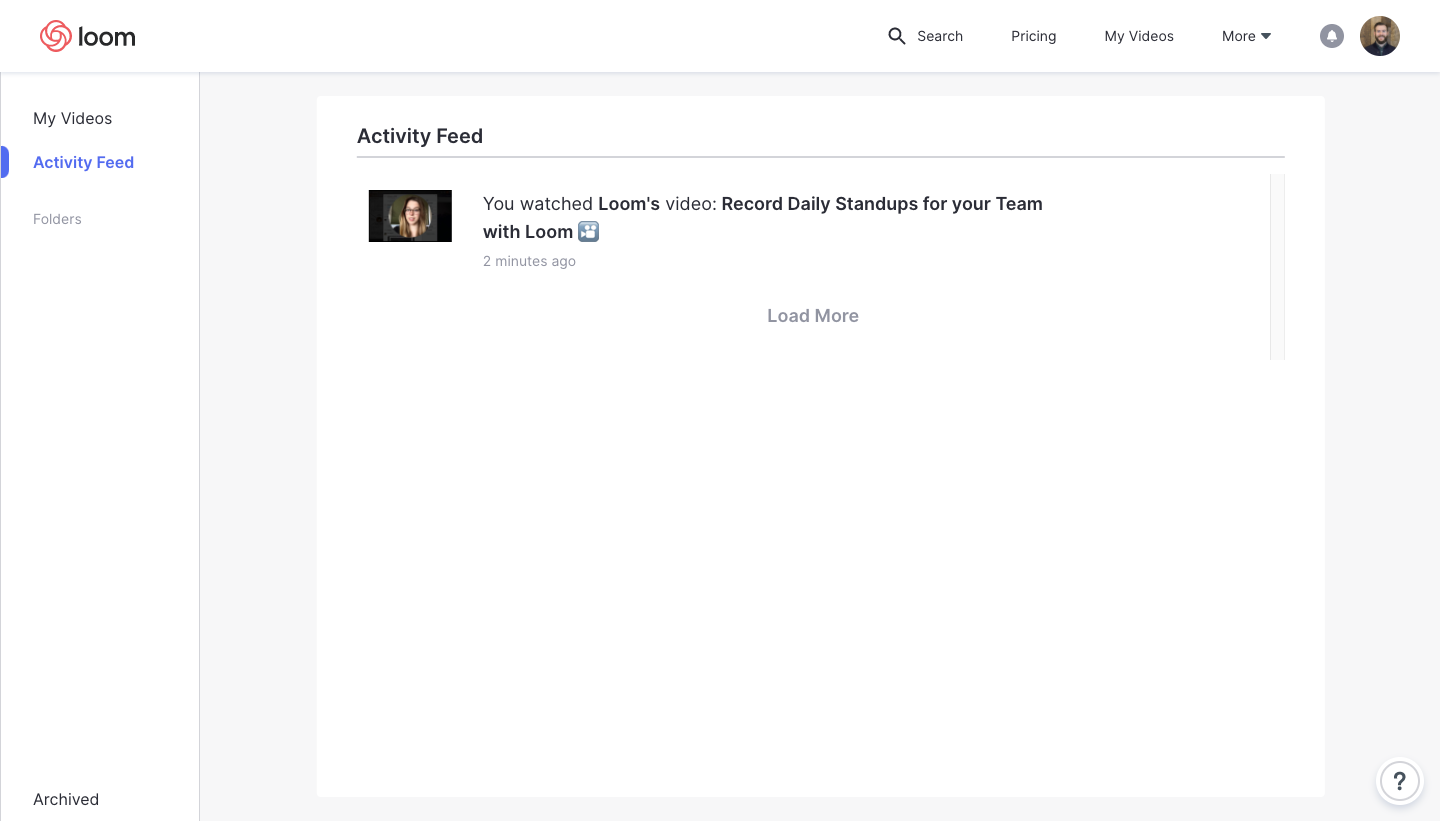 loom
Search
Pricing
My Videos
More
My Videos
Activity Feed
Folders
Archived
Activity Feed
You watched Loom's video: Record Daily Standups for your Team
with Loom 🎦
2 minutes ago
Load More
?